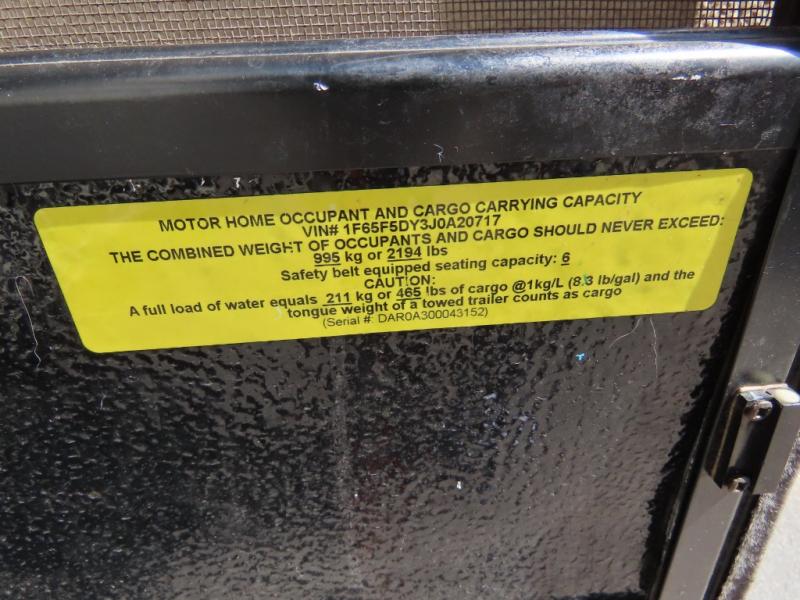 MOTOR HOME OCCUPANT AND CARGO CARRYING CAPACITY
VIN# 1F65F5DY3J0A20717
THE COMBINED WEIGHT OF OCCUPANTS AND CARGO SHOULD NEVER EXCEED:
995 kg or 2194 lbs
Safety belt equipped seating capacity: 6
CAUTION:
A full load of water equals 211 kg or 465 lbs of cargo @1kg/L (8.3 lb/gal) and the
tongue weight of a towed trailer counts as cargo
(Serial #: DAR0A300043152)